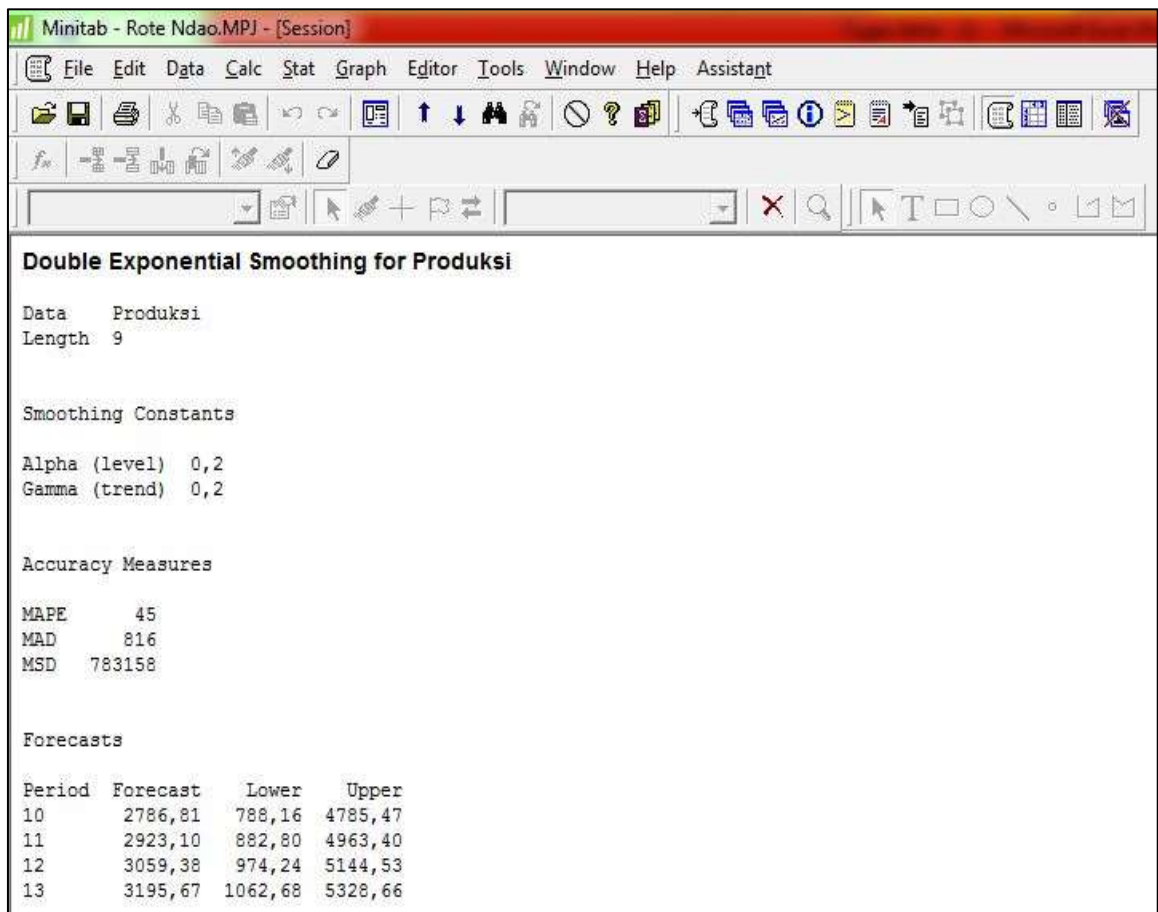 Minitab - Rote Ndao.MPJ - [Session]
File Edit Data Calc Stat Graph Editor Tools Window Help Assistant
Double Exponential Smoothing for Produksi
Data Produksi
Length 9
Smoothing Constants
Alpha (level) 0,2
Gamma (trend) 0,2
Accuracy Measures
MAPE 45
MAD 816
MSD 783158
Forecasts
Period Forecast Lower Upper
10 2786,81 788,16 4785,47
11 2923,10 882,80 4963,40
12 3059,38 974,24 5144,53
13 3195,67 1062,68 5328,66